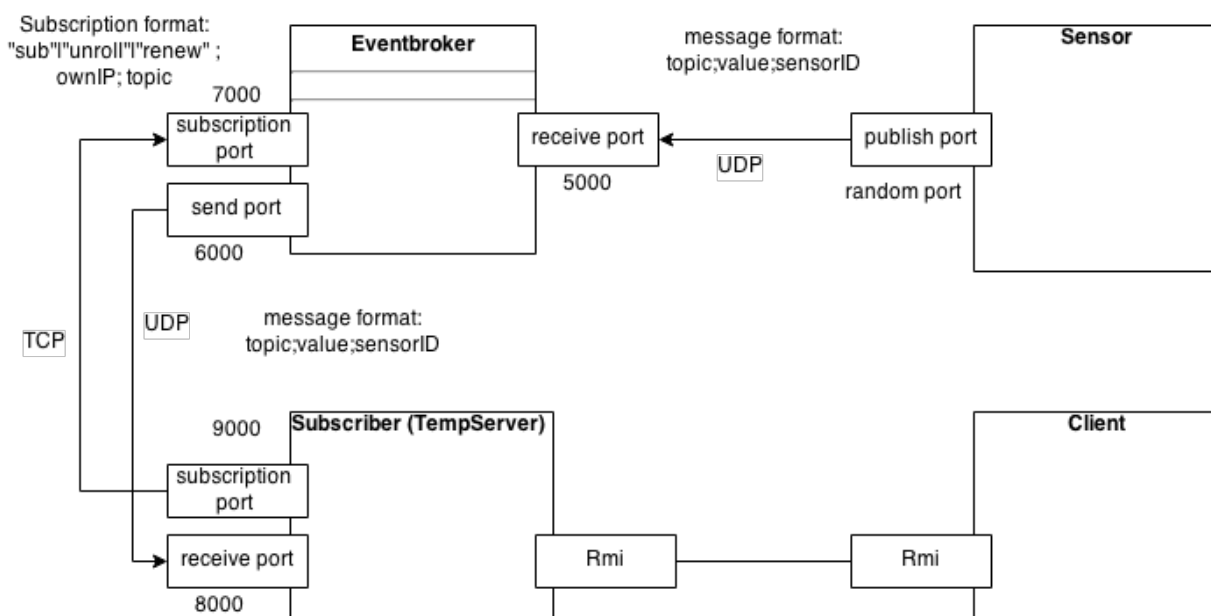 Subscription format:
"sub"|"unroll"|"renew" ;
ownIP; topic
Eventbroker
message format:
topic;value;sensorID
Sensor
7000
subscription
port
receive port
UDP
publish port
5000
random port
send port
6000
TCP
UDP
message format:
topic;value;sensorID
9000
Subscriber (TempServer)
Client
subscription
port
receive port
Rmi
Rmi
8000